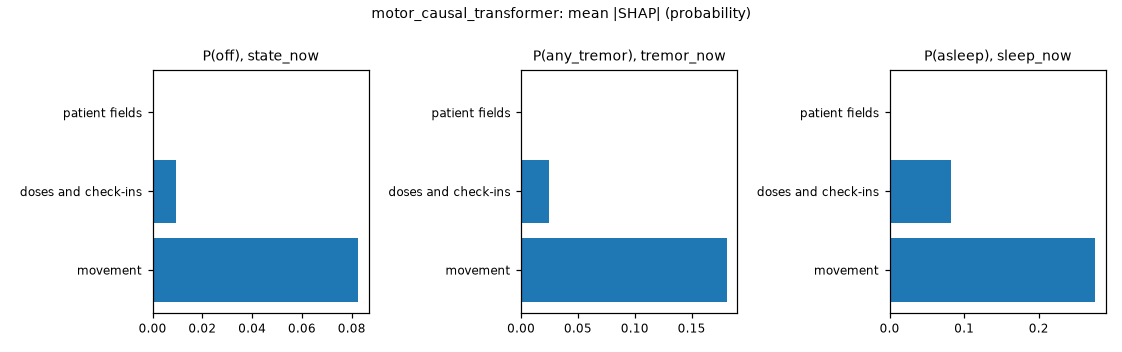 motor_causal_transformer: mean |SHAP| (probability)
P(off), state_now
patient fields
doses and check-ins
movement
0.00 0.02 0.04 0.06 0.08
P(any_tremor), tremor_now
patient fields
doses and check-ins
movement
0.00 0.05 0.10 0.15
P(asleep), sleep_now
patient fields
doses and check-ins
movement
0.0 0.1 0.2